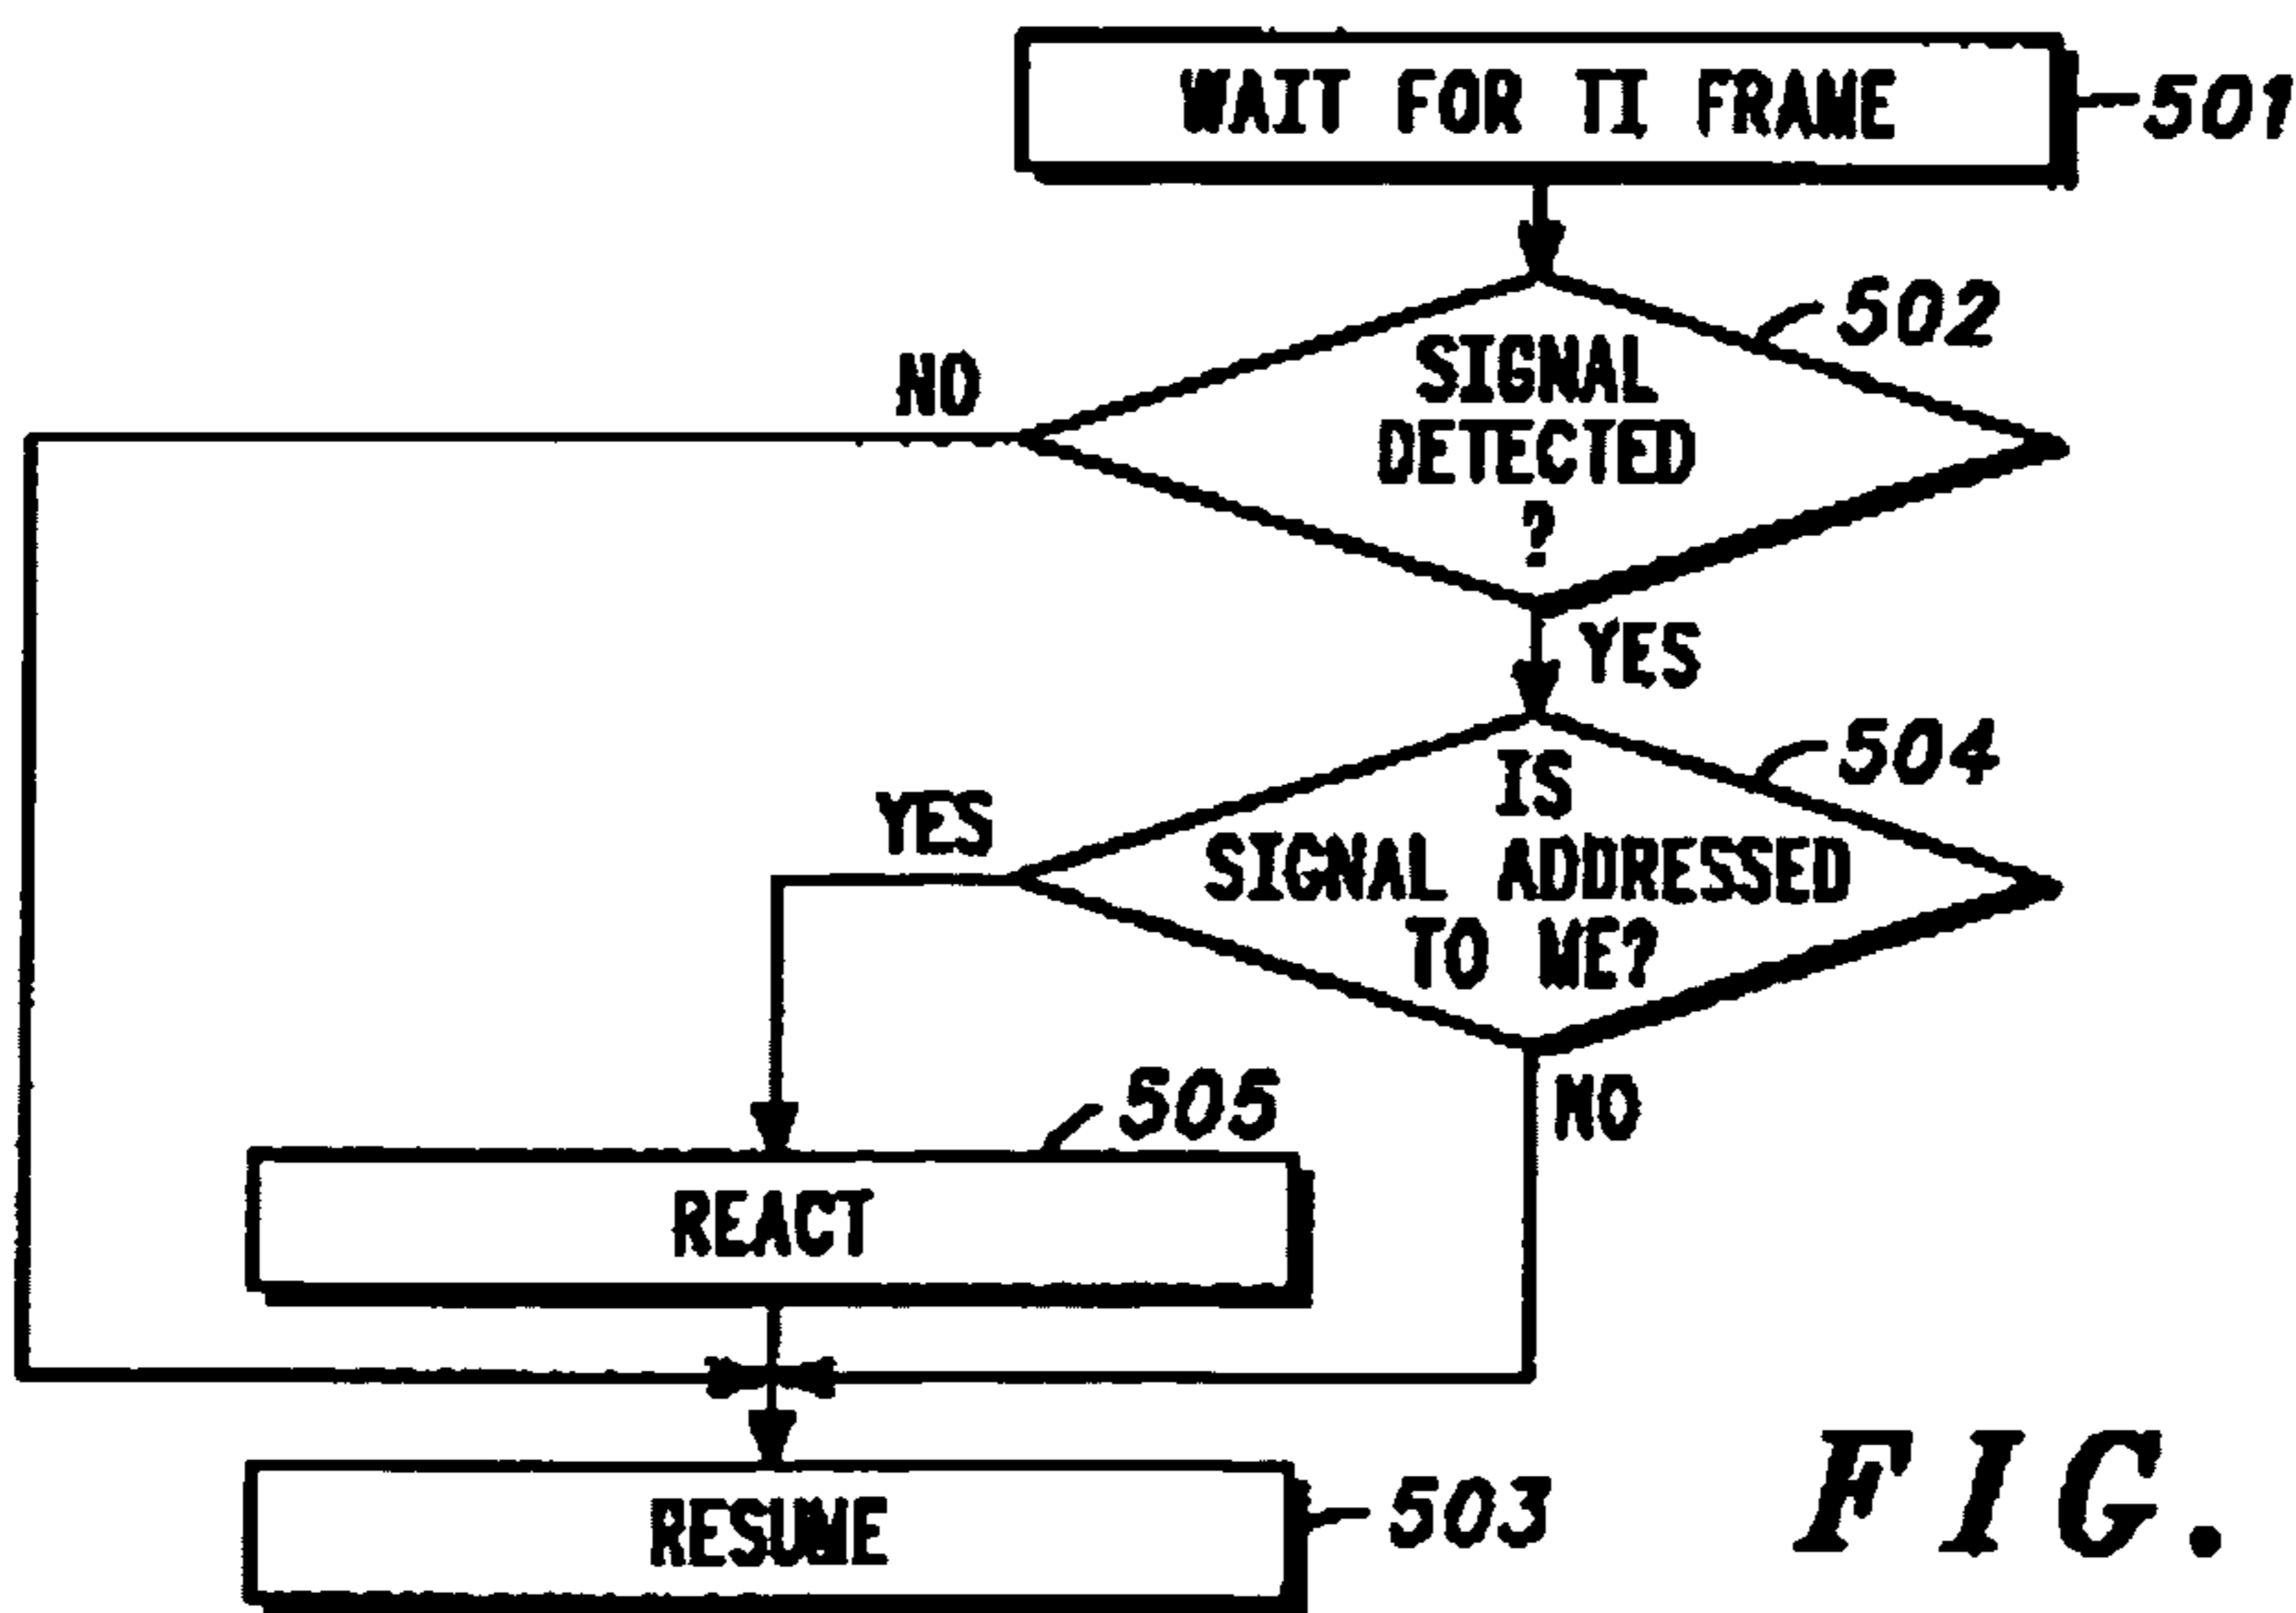 WAIT FOR TI FRAME
501
502
SIGNAL
DETECTED
?
NO
YES
504
IS
SIGNAL ADDRESSED
TO ME?
YES
NO
505
REACT
RESUME
503
FIG.